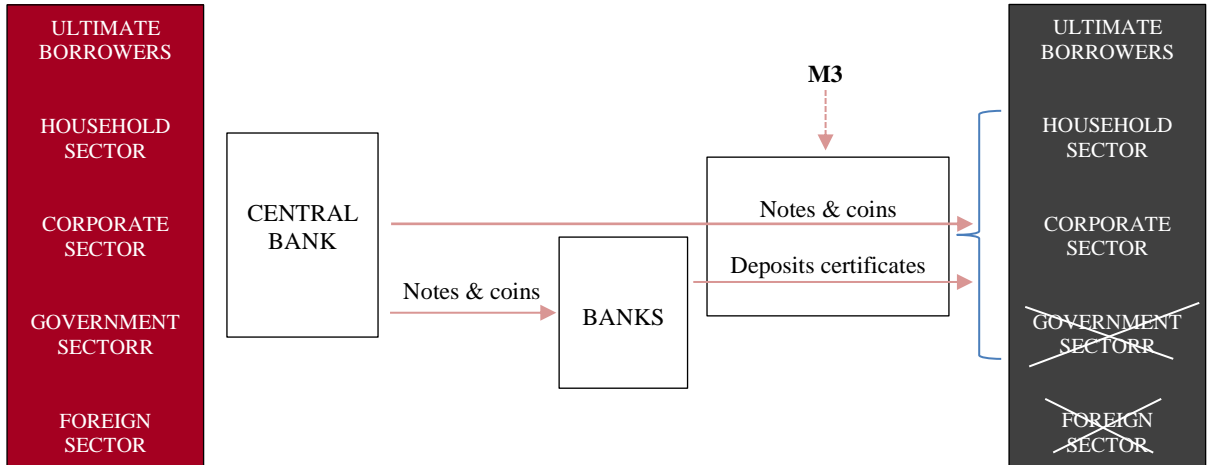 ULTIMATE
BORROWERS
HOUSEHOLD
SECTOR
CORPORATE
SECTOR
GOVERNMENT
SECTORR
FOREIGN
SECTOR
CENTRAL
BANK
Notes & coins
BANKS
M3
Notes & coins
Deposits certificates
ULTIMATE
BORROWERS
HOUSEHOLD
SECTOR
CORPORATE
SECTOR
GOVERNMENT
SECTORR
FOREIGN
SECTOR